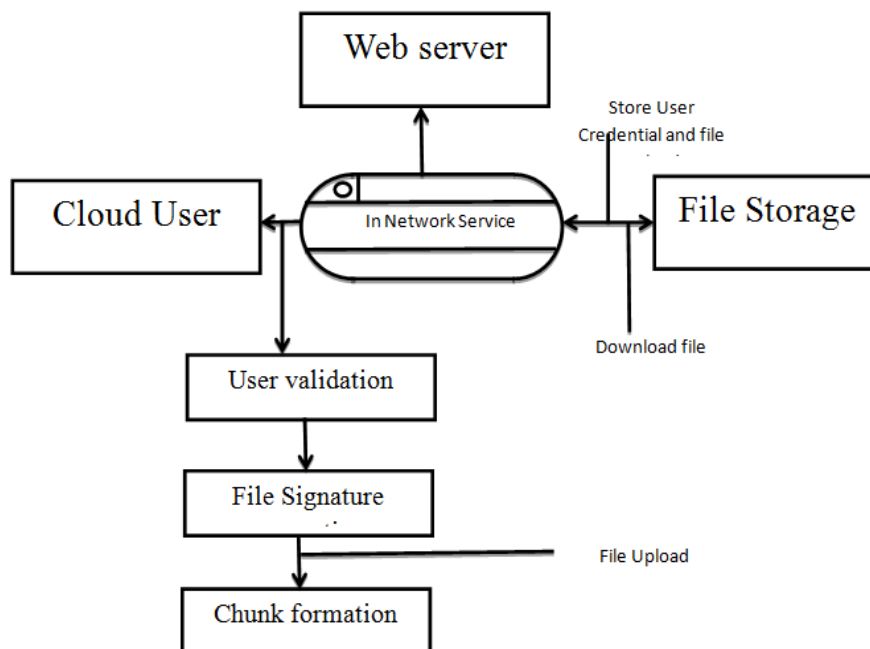 Web server
Store User
Credential and file
Cloud User
In Network Service
File Storage
Download file
User validation
File Signature
File Upload
Chunk formation